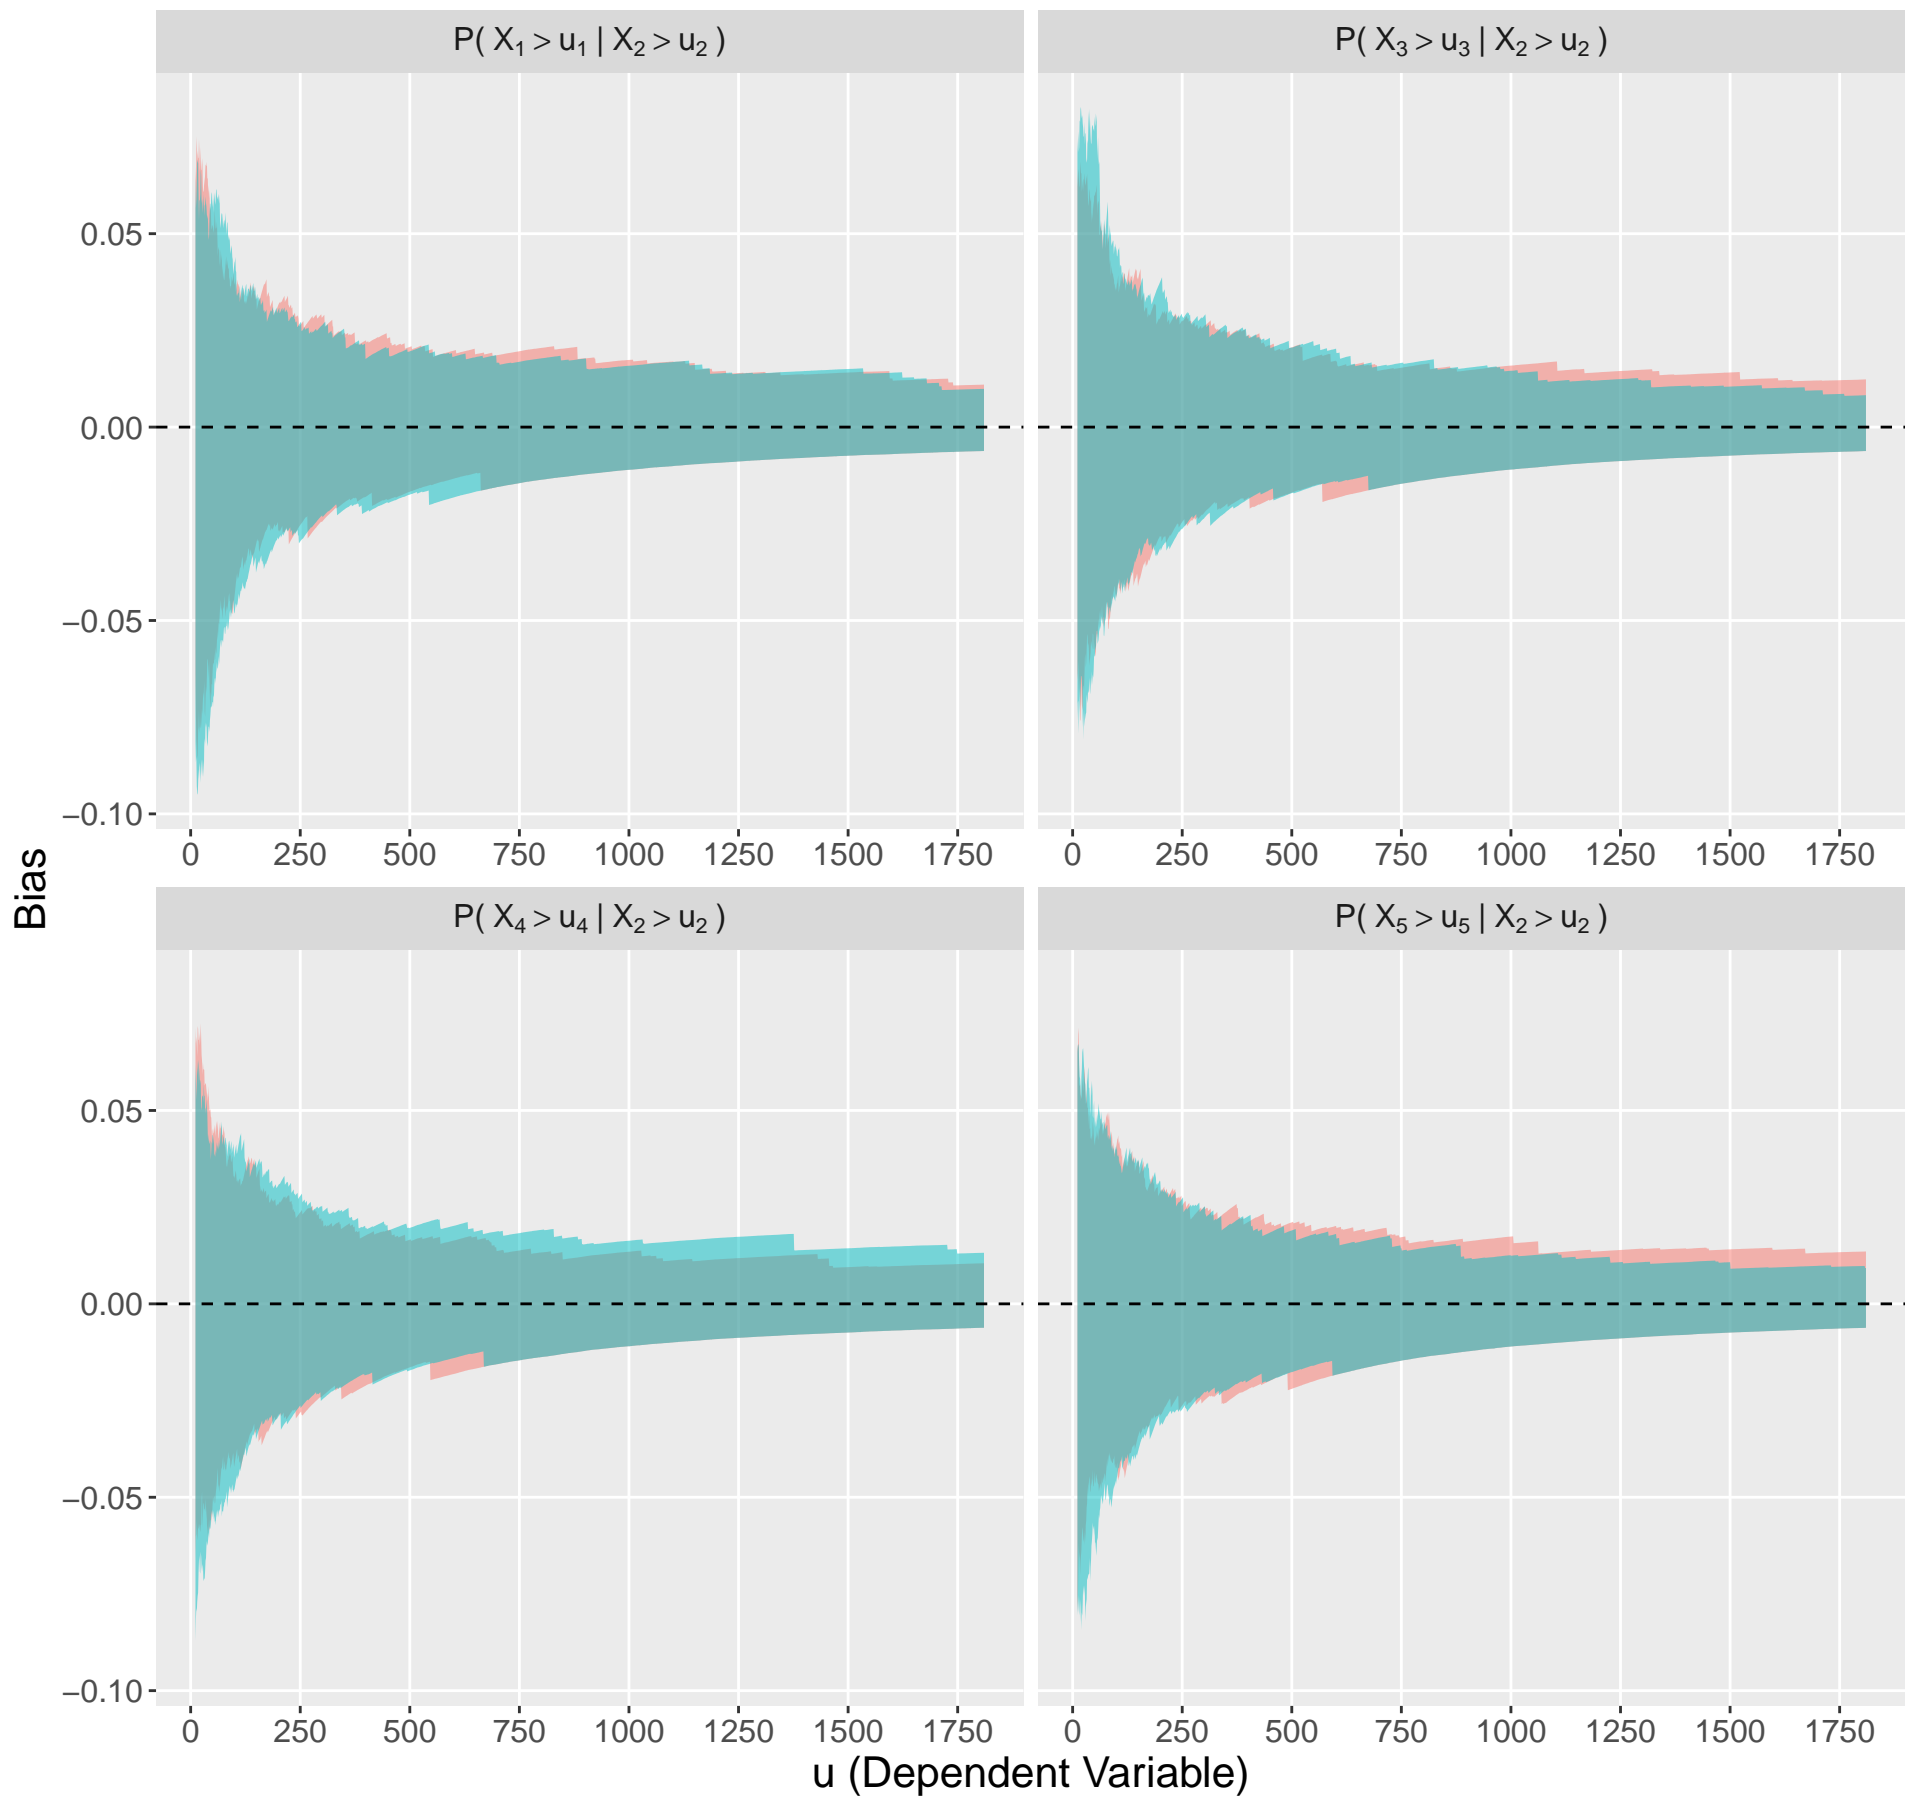 P( X₁ > u₁ | X₂ > u₂ )
P( X₃ > u₃ | X₂ > u₂ )
0.05
0.00
−0.05
−0.10
0 250 500 750 1000 1250 1500 1750
0 250 500 750 1000 1250 1500 1750
Bias
P( X₄ > u₄ | X₂ > u₂ )
P( X₅ > u₅ | X₂ > u₂ )
0.05
0.00
−0.05
−0.10
0 250 500 750 1000 1250 1500 1750
0 250 500 750 1000 1250 1500 1750
u (Dependent Variable)